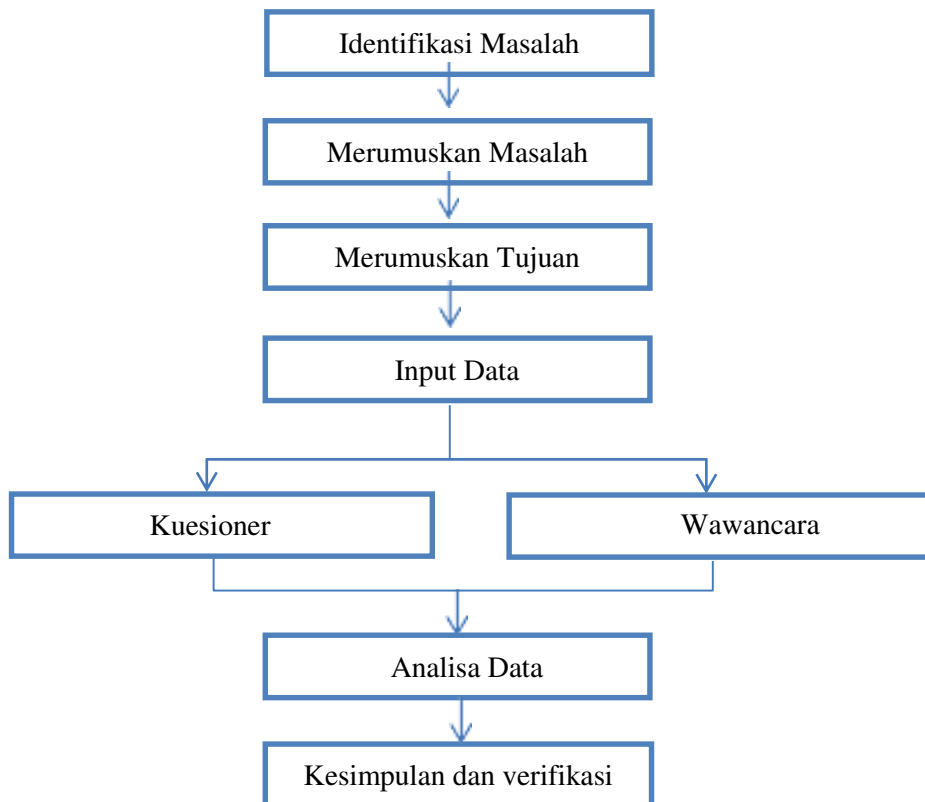 Identifikasi Masalah
Merumuskan Masalah
Merumuskan Tujuan
Input Data
Kuesioner
Wawancara
Analisa Data
Kesimpulan dan verifikasi